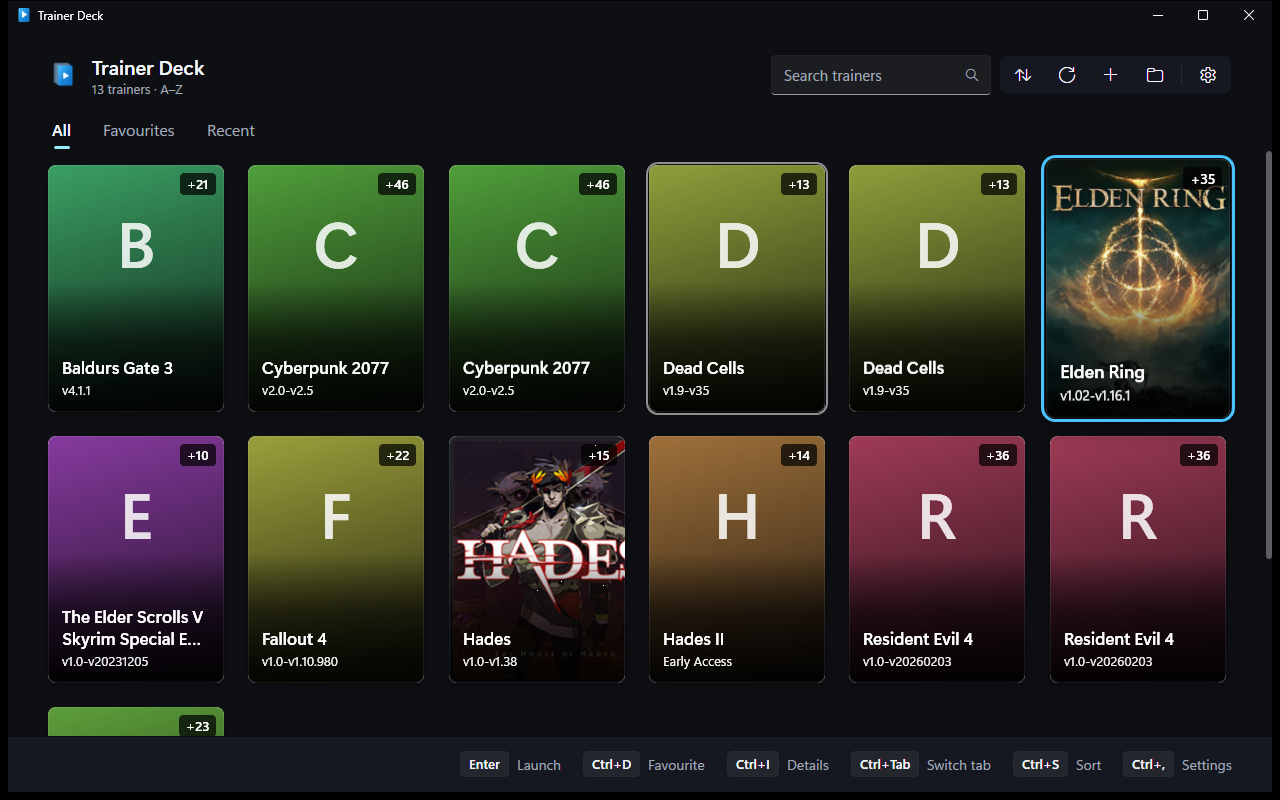 Trainer Deck
Trainer Deck
13 trainers · A–Z
Search trainers
All
Favourites
Recent
+21
B
Baldurs Gate 3
v4.1.1
+46
C
Cyberpunk 2077
v2.0-v2.5
+46
C
Cyberpunk 2077
v2.0-v2.5
+13
D
Dead Cells
v1.9-v35
+13
D
Dead Cells
v1.9-v35
+35
ELDEN RING
Elden Ring
v1.02-v1.16.1
+10
E
The Elder Scrolls V
Skyrim Special E...
v1.0-v20231205
+22
F
Fallout 4
v1.0-v1.10.980
+15
HADES
Hades
THE HOUSE OF HADES
v1.0-v1.38
+14
H
Hades II
Early Access
+36
R
Resident Evil 4
v1.0-v20260203
+36
R
Resident Evil 4
v1.0-v20260203
+23
Enter Launch
Ctrl+D Favourite
Ctrl+I Details
Ctrl+Tab Switch tab
Ctrl+S Sort
Ctrl+, Settings